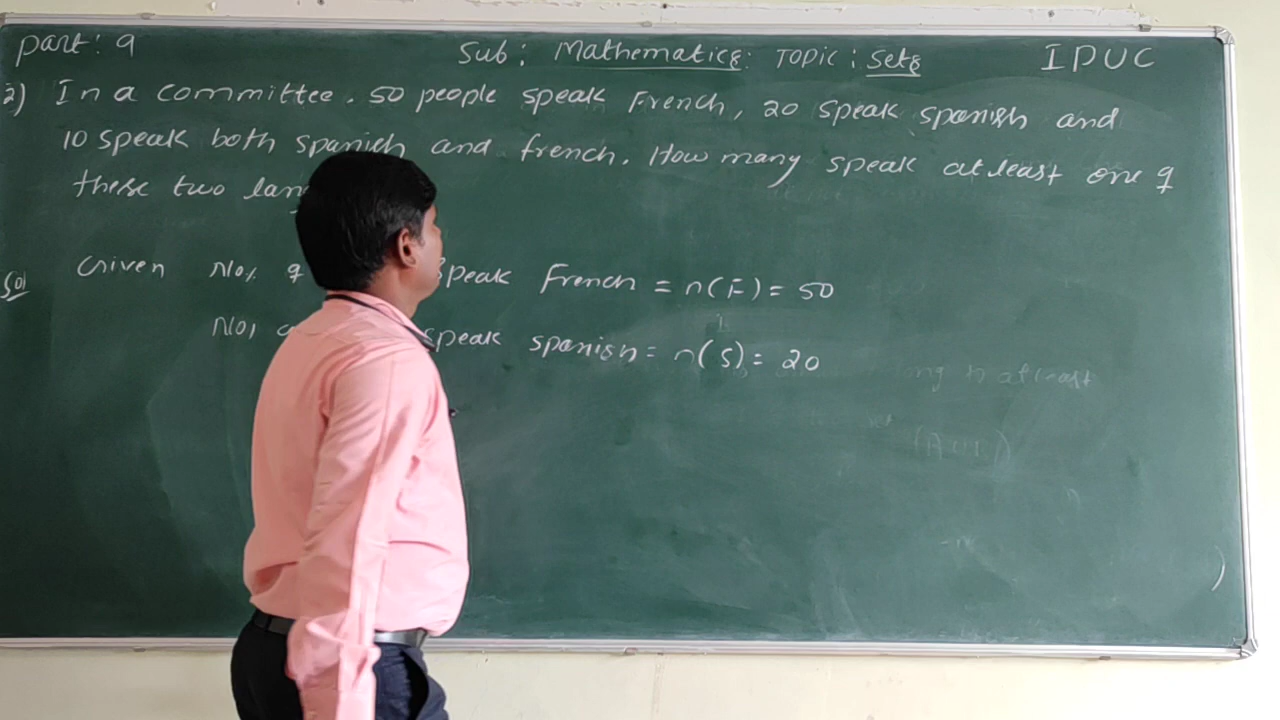 part: 9 Sub: Mathematics: Topic: Sets I PUC
2) In a committee. 50 people speak French, 20 speak spanish and
10 speak both spanish and french. How many speak at least one of
these two lan
Sol Given No. of speak French = n(F) = 50
No, speak spanish = n(S) = 20